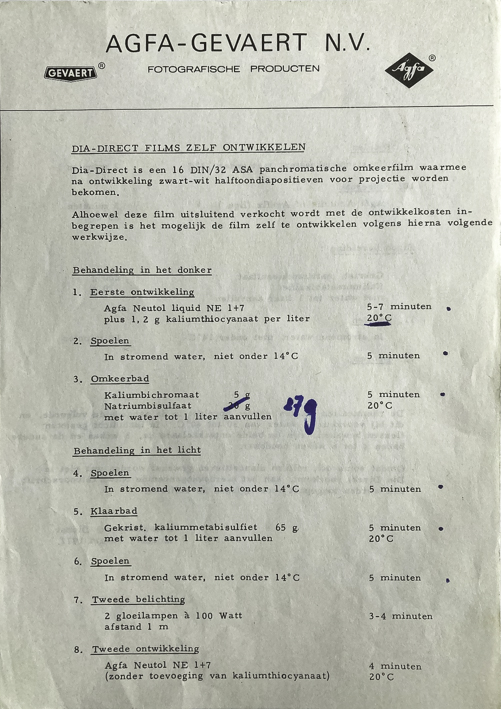 AGFA-GEVAERT N.V.
GEVAERT ® FOTOGRAFISCHE PRODUCTEN Agfa ®
DIA-DIRECT FILMS ZELF ONTWIKKELEN
Dia-Direct is een 16 DIN/32 ASA panchromatische omkeerfilm waarmee
na ontwikkeling zwart-wit halftoondiapositieven voor projectie worden
bekomen.
Alhoewel deze film uitsluitend verkocht wordt met de ontwikkelkosten in-
begrepen is het mogelijk de film zelf te ontwikkelen volgens hierna volgende
werkwijze.
Behandeling in het donker
1. Eerste ontwikkeling
Agfa Neutol liquid NE 1+7 5-7 minuten
plus 1,2 g kaliumthiocyanaat per liter 20°C
2. Spoelen
In stromend water, niet onder 14°C 5 minuten
3. Omkeerbad
Kaliumbichromaat 5 g 5 minuten
Natriumbisulfaat g 27g 20°C
met water tot 1 liter aanvullen
Behandeling in het licht
4. Spoelen
In stromend water, niet onder 14°C 5 minuten
5. Klaarbad
Gekrist. kaliummetabisulfiet 65 g 5 minuten
met water tot 1 liter aanvullen 20°C
6. Spoelen
In stromend water, niet onder 14°C 5 minuten
7. Tweede belichting
2 gloeilampen à 100 Watt 3-4 minuten
afstand 1 m
8. Tweede ontwikkeling
Agfa Neutol NE 1+7 4 minuten
(zonder toevoeging van kaliumthiocyanaat) 20°C